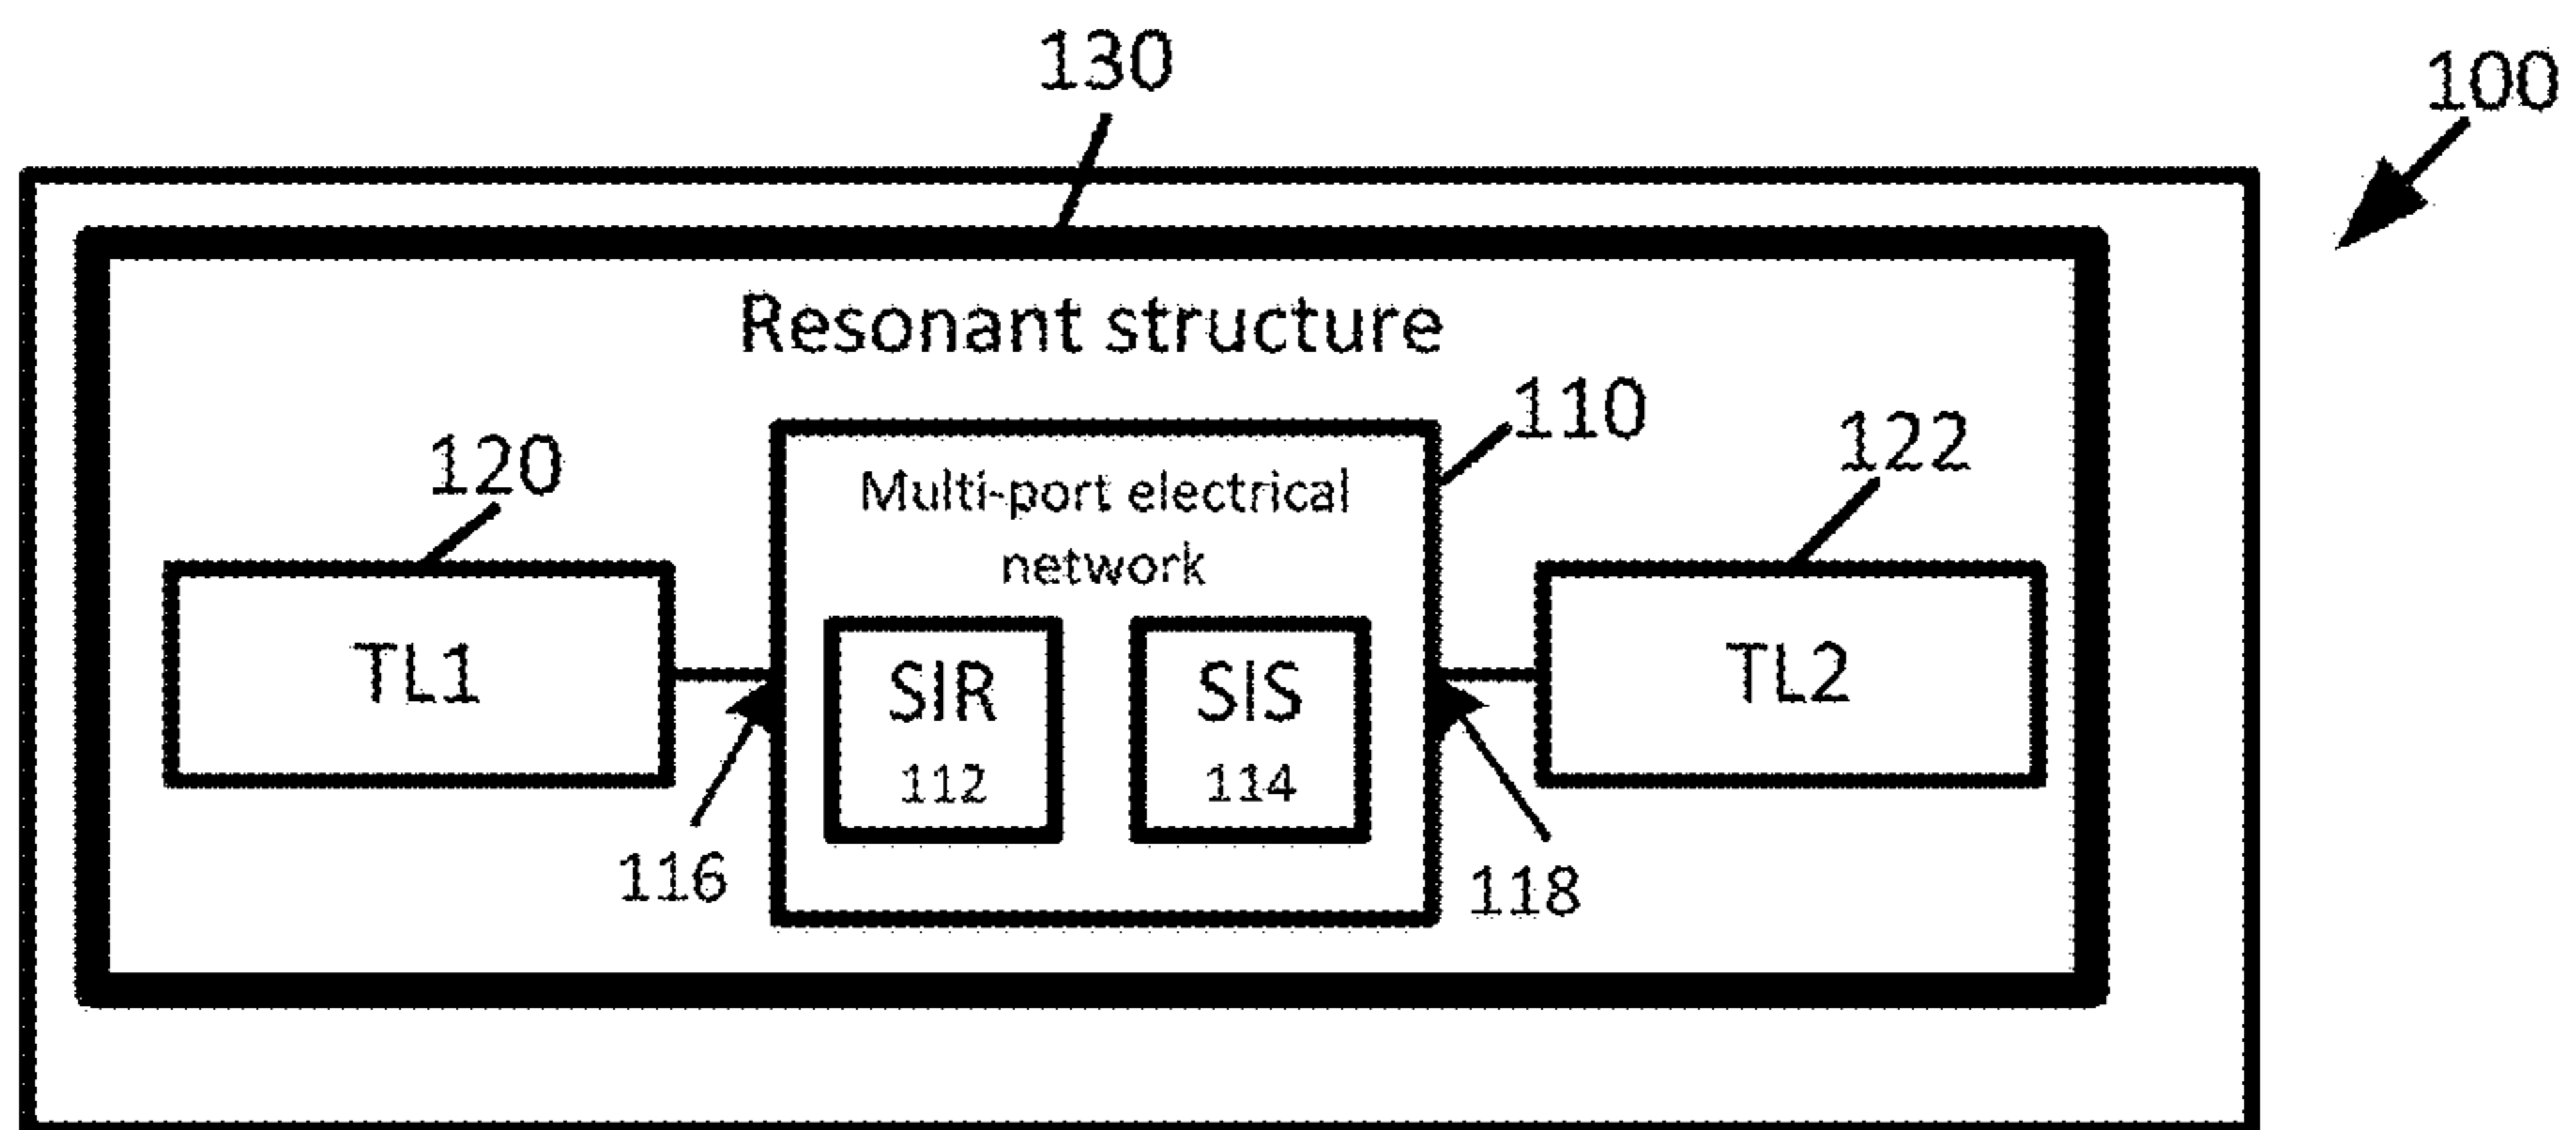 130
100
Resonant structure
110
120
122
Multi-port electrical
network
TL1
SIR
SIS
TL2
112
114
116
118